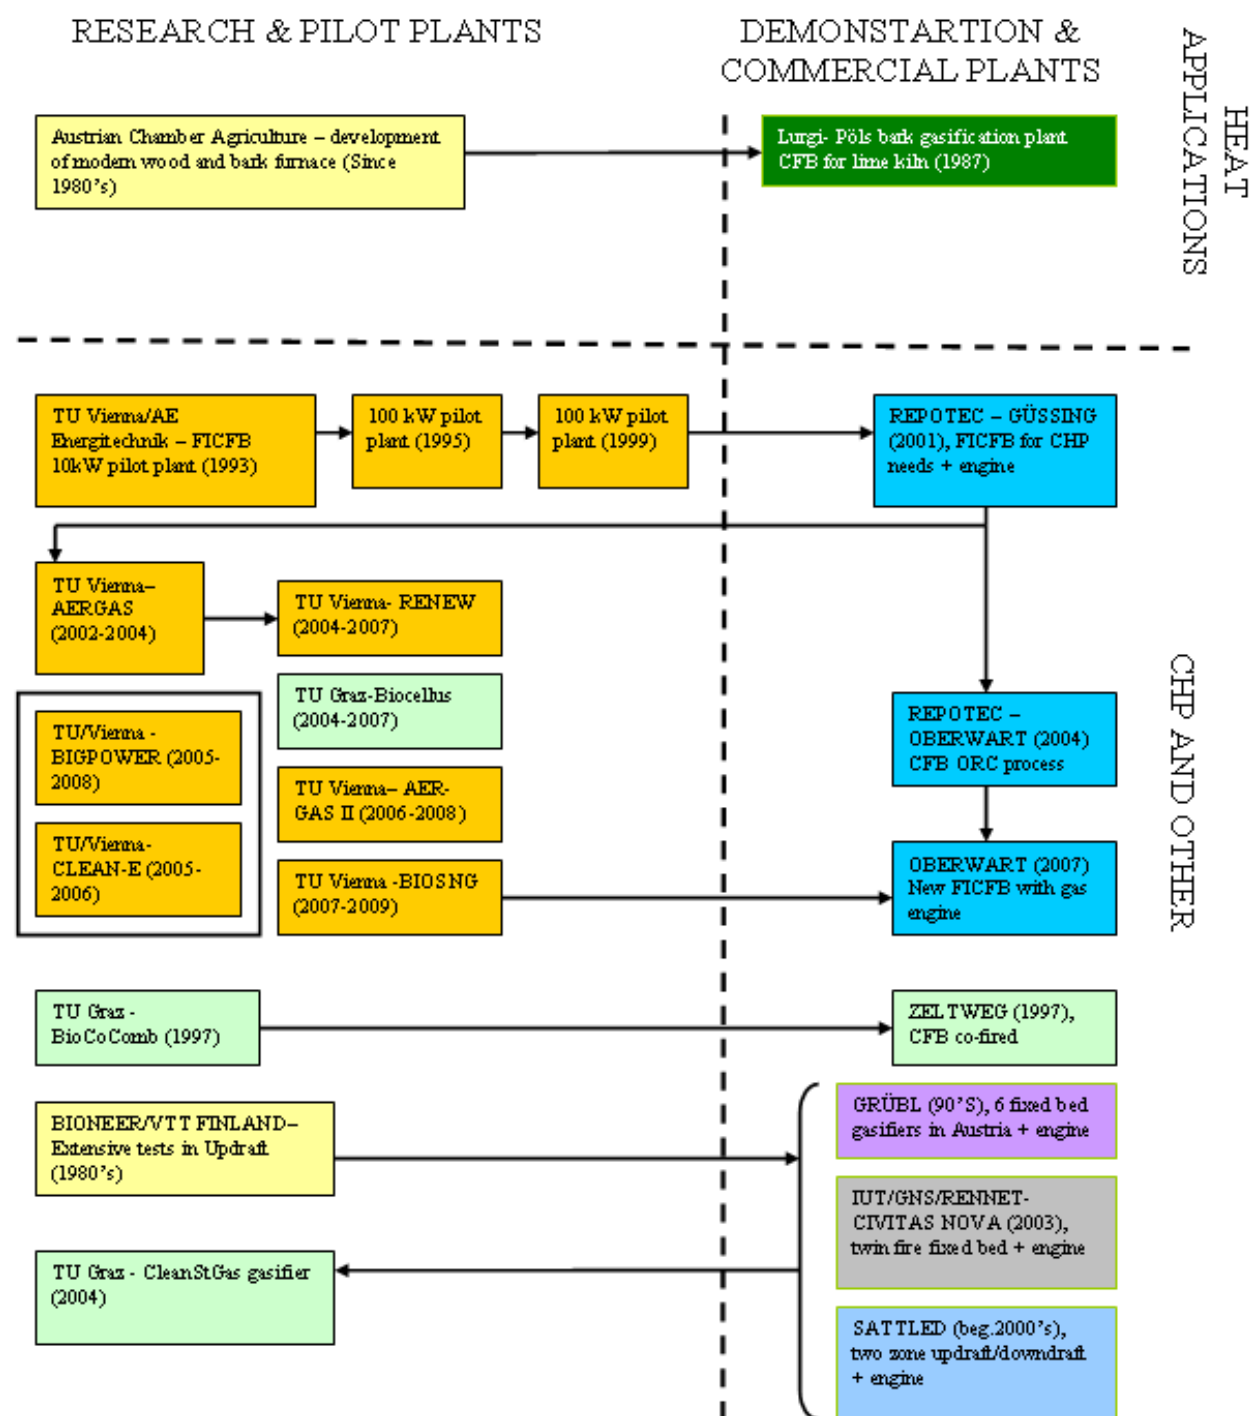 RESEARCH & PILOT PLANTS
DEMONSTARTION &
COMMERCIAL PLANTS
HEAT
APPLICATIONS
Austrian Chamber Agriculture – development
of modern wood and bark furnace (Since
1980's)
Lurgi- Pöls bark gasification plant
CFB for lime kiln (1987)
TU Vienna/AE
Energitechnik – FICFB
10kW pilot plant (1993)
100 kW pilot
plant (1995)
100 kW pilot
plant (1999)
REPOTEC – GÜSSING
(2001), FICFB for CHP
needs + engine
TU Vienna–
AERGAS
(2002-2004)
TU Vienna- RENEW
(2004-2007)
TU Graz-Biocellus
(2004-2007)
TU/Vienna -
BIGPOWER (2005-
2008)
TU Vienna– AER-
GAS II (2006-2008)
TU/Vienna-
CLEAN-E (2005-
2006)
TU Vienna -BIOSNG
(2007-2009)
REPOTEC –
OBERWART (2004)
CFB ORC process
OBERWART (2007)
New FICFB with gas
engine
CHP AND OTHER
TU Graz -
BioCoComb (1997)
ZELTWEG (1997),
CFB co-fired
BIONEER/VTT FINLAND–
Extensive tests in Updraft
(1980's)
GRÜBL (90'S), 6 fixed bed
gasifiers in Austria + engine
IUT/GNS/RENNET-
CIVITAS NOVA (2003),
twin fire fixed bed + engine
TU Graz - CleanStGas gasifier
(2004)
SATTLED (beg.2000's),
two zone updraft/downdraft
+ engine